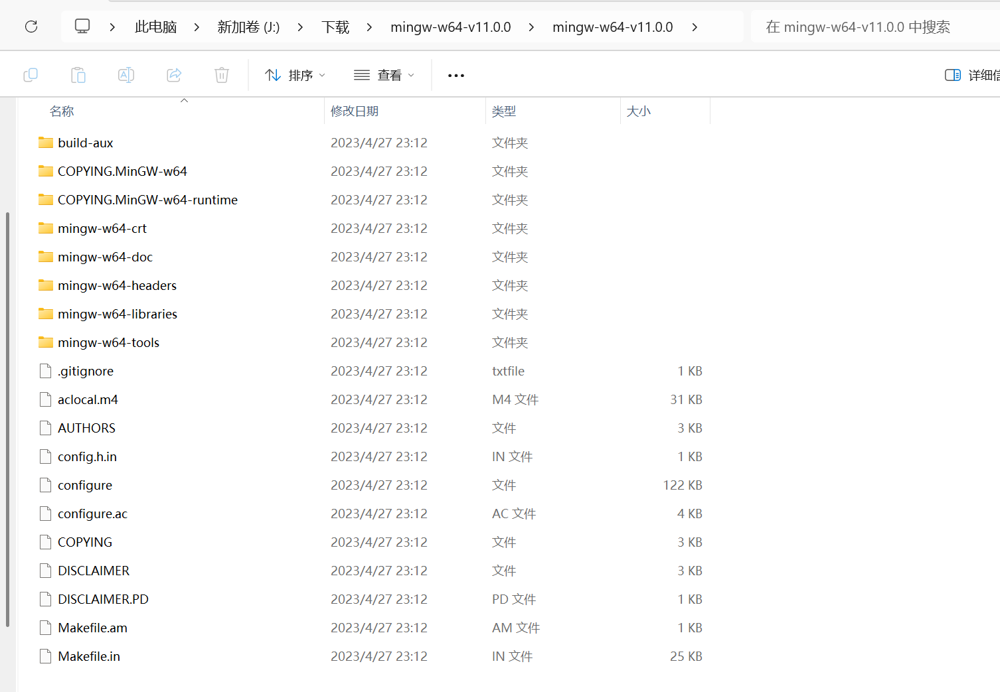 此电脑 新加卷 (J:) 下载 mingw-w64-v11.0.0 mingw-w64-v11.0.0 在 mingw-w64-v11.0.0 中搜索
排序 查看 详细信
名称 修改日期 类型 大小
build-aux 2023/4/27 23:12 文件夹
COPYING.MinGW-w64 2023/4/27 23:12 文件夹
COPYING.MinGW-w64-runtime 2023/4/27 23:12 文件夹
mingw-w64-crt 2023/4/27 23:12 文件夹
mingw-w64-doc 2023/4/27 23:12 文件夹
mingw-w64-headers 2023/4/27 23:12 文件夹
mingw-w64-libraries 2023/4/27 23:12 文件夹
mingw-w64-tools 2023/4/27 23:12 文件夹
.gitignore 2023/4/27 23:12 txtfile 1 KB
aclocal.m4 2023/4/27 23:12 M4 文件 31 KB
AUTHORS 2023/4/27 23:12 文件 3 KB
config.h.in 2023/4/27 23:12 IN 文件 1 KB
configure 2023/4/27 23:12 文件 122 KB
configure.ac 2023/4/27 23:12 AC 文件 4 KB
COPYING 2023/4/27 23:12 文件 3 KB
DISCLAIMER 2023/4/27 23:12 文件 3 KB
DISCLAIMER.PD 2023/4/27 23:12 PD 文件 1 KB
Makefile.am 2023/4/27 23:12 AM 文件 1 KB
Makefile.in 2023/4/27 23:12 IN 文件 25 KB